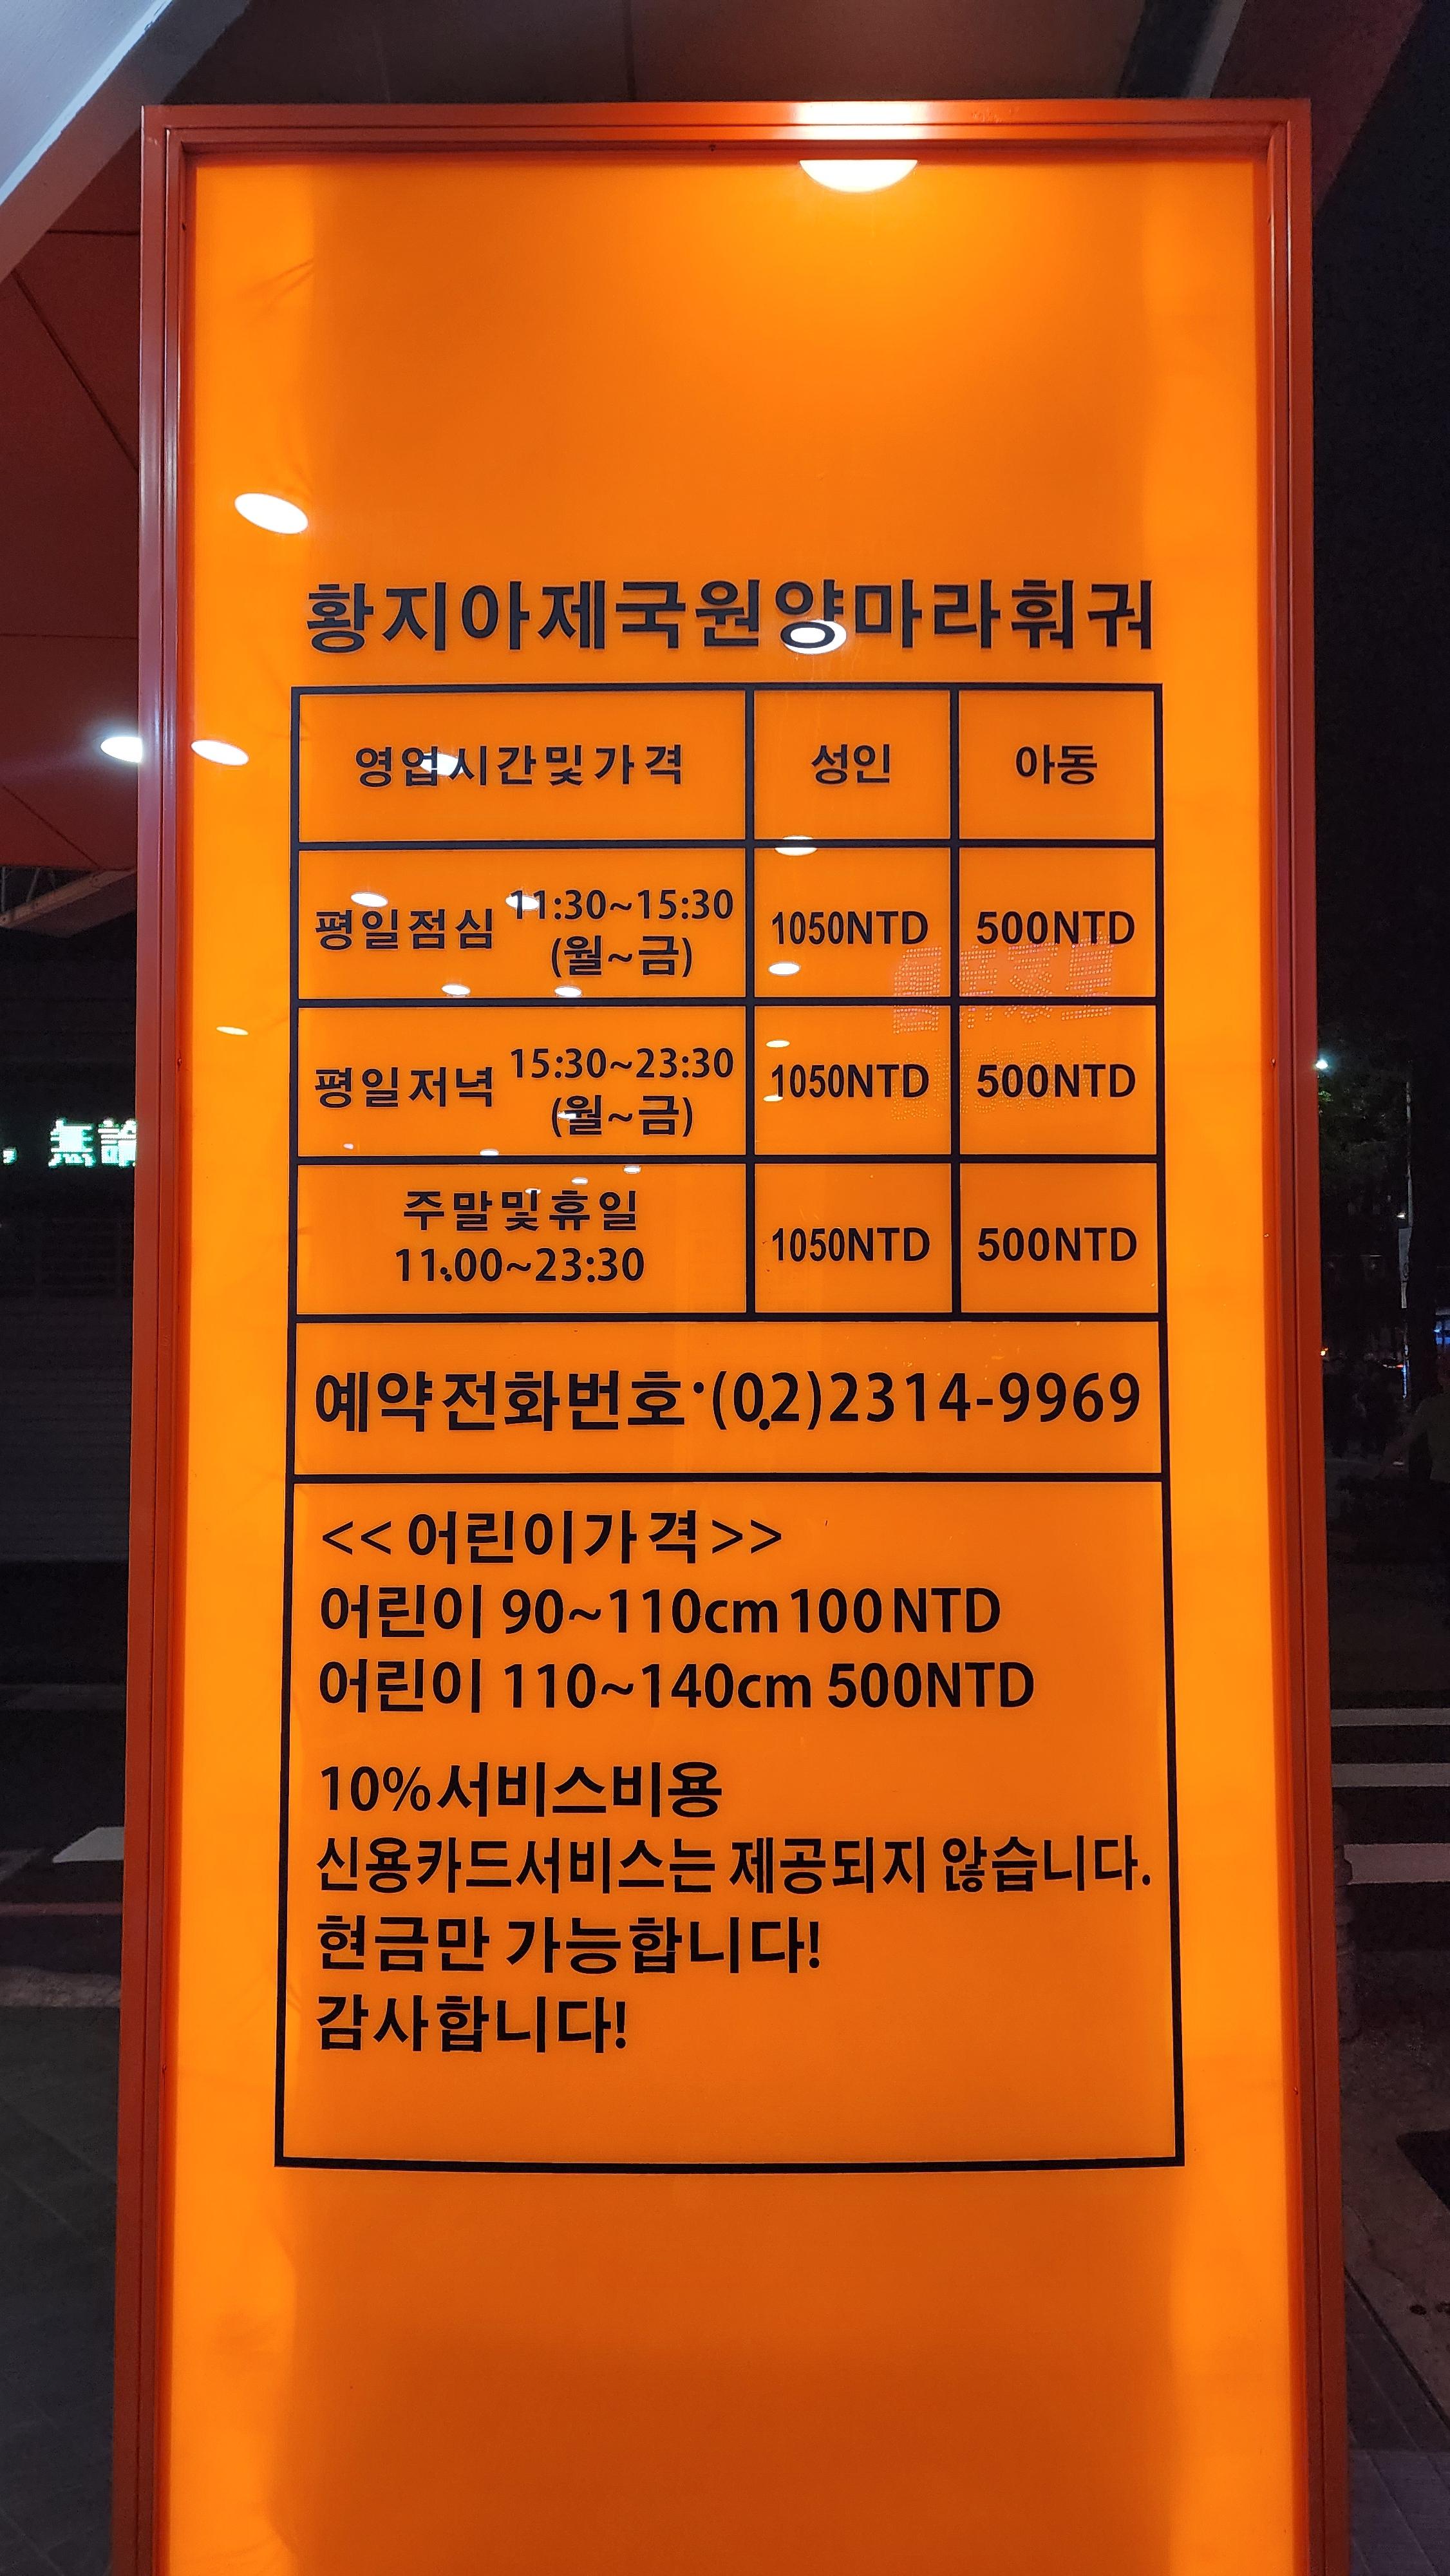 황지아제국원양마라훠궈
영업시간및가격 성인 아동
평일점심 11:30~15:30 (월~금) 1050NTD 500NTD
평일저녁 15:30~23:30 (월~금) 1050NTD 500NTD
주말및휴일
11:00~23:30 1050NTD 500NTD
예약전화번호·(02)2314-9969
<<어린이가격>>
어린이 90~110cm 100NTD
어린이 110~140cm 500NTD
10%서비스비용
신용카드서비스는 제공되지 않습니다.
현금만 가능합니다!
감사합니다!